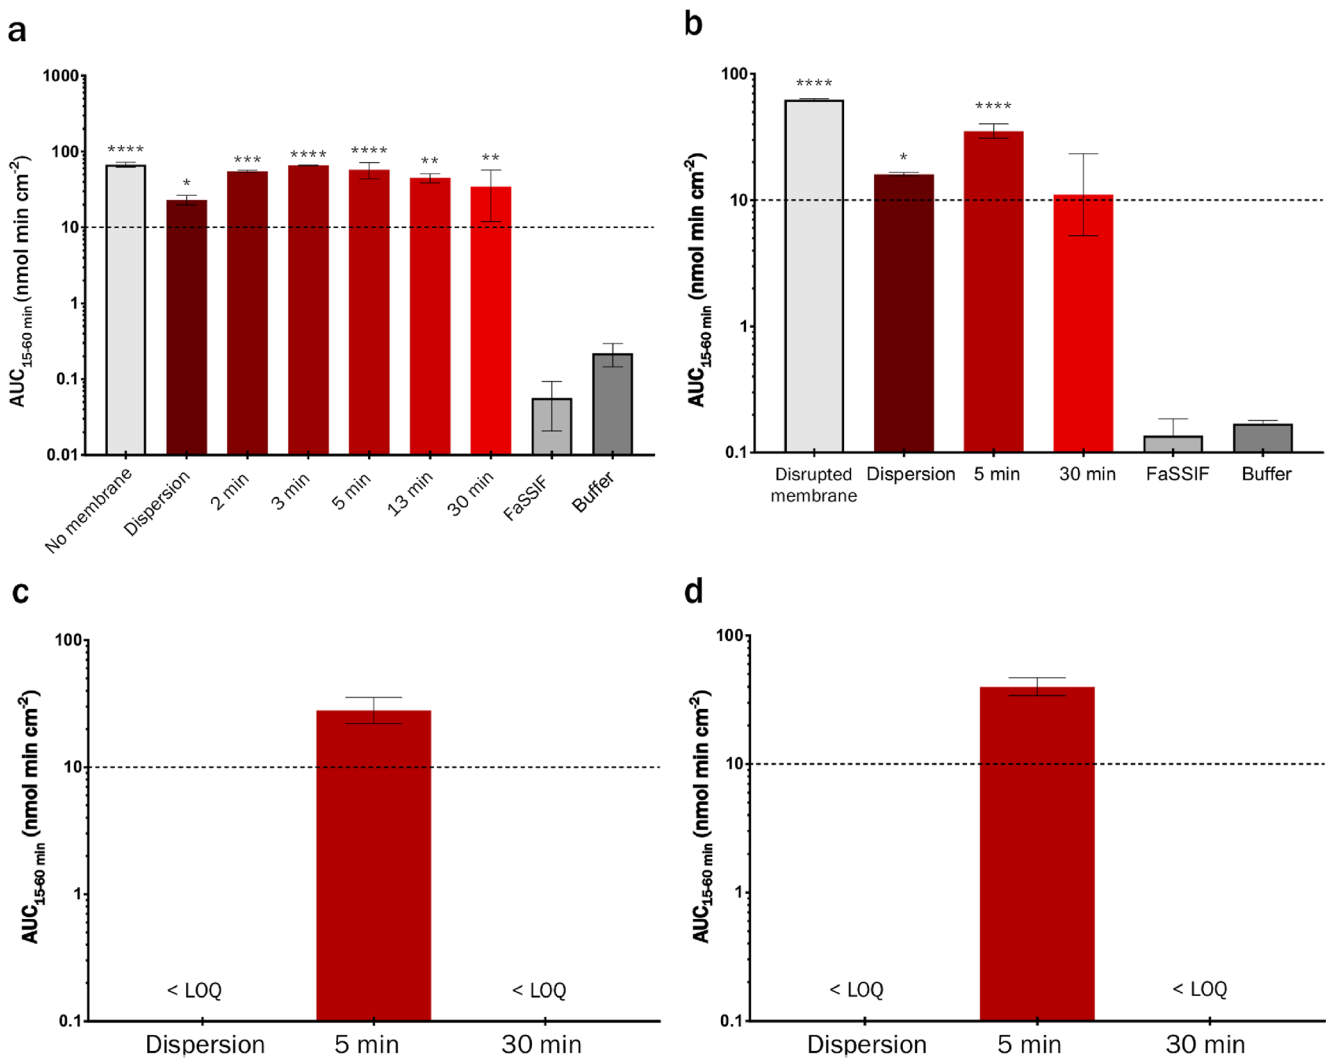 a
AUC15-60 min (nmol min cm-2)
1000
100
10
1
0.1
0.01
****
*
***
****
****
**
**
No membrane
Dispersion
2 min
3 min
5 min
13 min
30 min
FaSSIF
Buffer
b
AUC15-60 min (nmol min cm-2)
100
10
1
0.1
****
*
****
Disrupted
membrane
Dispersion
5 min
30 min
FaSSIF
Buffer
c
AUC15-60 min (nmol min cm-2)
100
10
1
0.1
< LOQ
< LOQ
Dispersion
5 min
30 min
d
AUC15-60 min (nmol min cm-2)
100
10
1
0.1
< LOQ
< LOQ
Dispersion
5 min
30 min